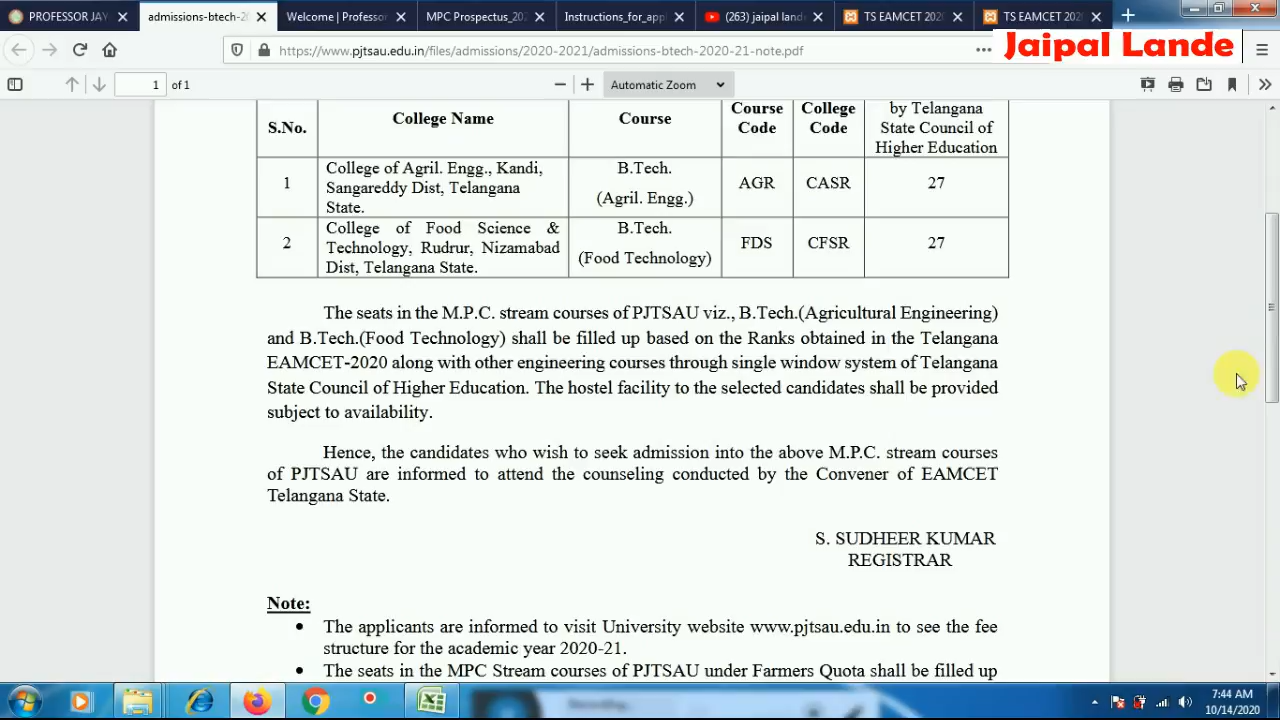 PROFESSOR JAY
admissions-btech-2020-21
Welcome | Professor
MPC Prospectus_202
Instructions_for_appl
(263) jaipal lande
TS EAMCET 2020
TS EAMCET 2020
https://www.pjtsau.edu.in/files/admissions/2020-2021/admissions-btech-2020-21-note.pdf
Jaipal Lande
1 of 1
Automatic Zoom
S.No.
College Name
Course
Course Code
College Code
by Telangana
State Council of
Higher Education
1
College of Agril. Engg., Kandi,
Sangareddy Dist, Telangana
State.
B.Tech.
(Agril. Engg.)
AGR
CASR
27
2
College of Food Science &
Technology, Rudrur, Nizamabad
Dist, Telangana State.
B.Tech.
(Food Technology)
FDS
CFSR
27
The seats in the M.P.C. stream courses of PJTSAU viz., B.Tech.(Agricultural Engineering)
and B.Tech.(Food Technology) shall be filled up based on the Ranks obtained in the Telangana
EAMCET-2020 along with other engineering courses through single window system of Telangana
State Council of Higher Education. The hostel facility to the selected candidates shall be provided
subject to availability.
Hence, the candidates who wish to seek admission into the above M.P.C. stream courses
of PJTSAU are informed to attend the counseling conducted by the Convener of EAMCET
Telangana State.
S. SUDHEER KUMAR
REGISTRAR
Note:
• The applicants are informed to visit University website www.pjtsau.edu.in to see the fee
structure for the academic year 2020-21.
• The seats in the MPC Stream courses of PJTSAU under Farmers Quota shall be filled up
7:44 AM
10/14/2020